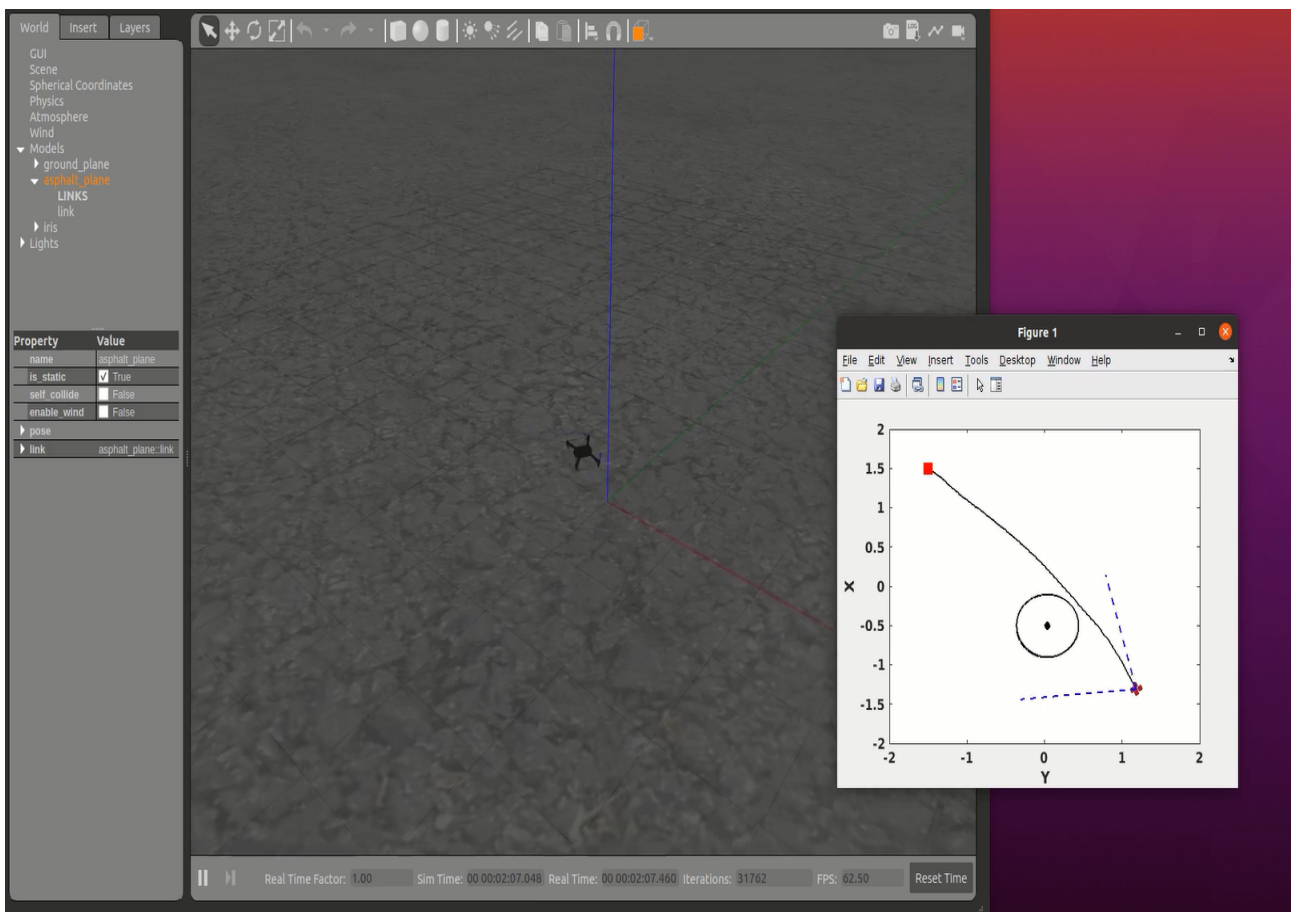 World Insert Layers
GUI
Scene
Spherical Coordinates
Physics
Atmosphere
Wind
Models
ground_plane
asphalt_plane
LINKS
link
iris
Lights
Property Value
name asphalt_plane
is_static True
self_collide False
enable_wind False
pose
link asphalt_plane::link
LOG
Figure 1
File Edit View Insert Tools Desktop Window Help
2
1.5
1
0.5
0
-0.5
-1
-1.5
-2
X
-2 -1 0 1 2
Y
Real Time Factor: 1.00 Sim Time: 00 00:02:07.048 Real Time: 00 00:02:07.460 Iterations: 31762 FPS: 62.50 Reset Time